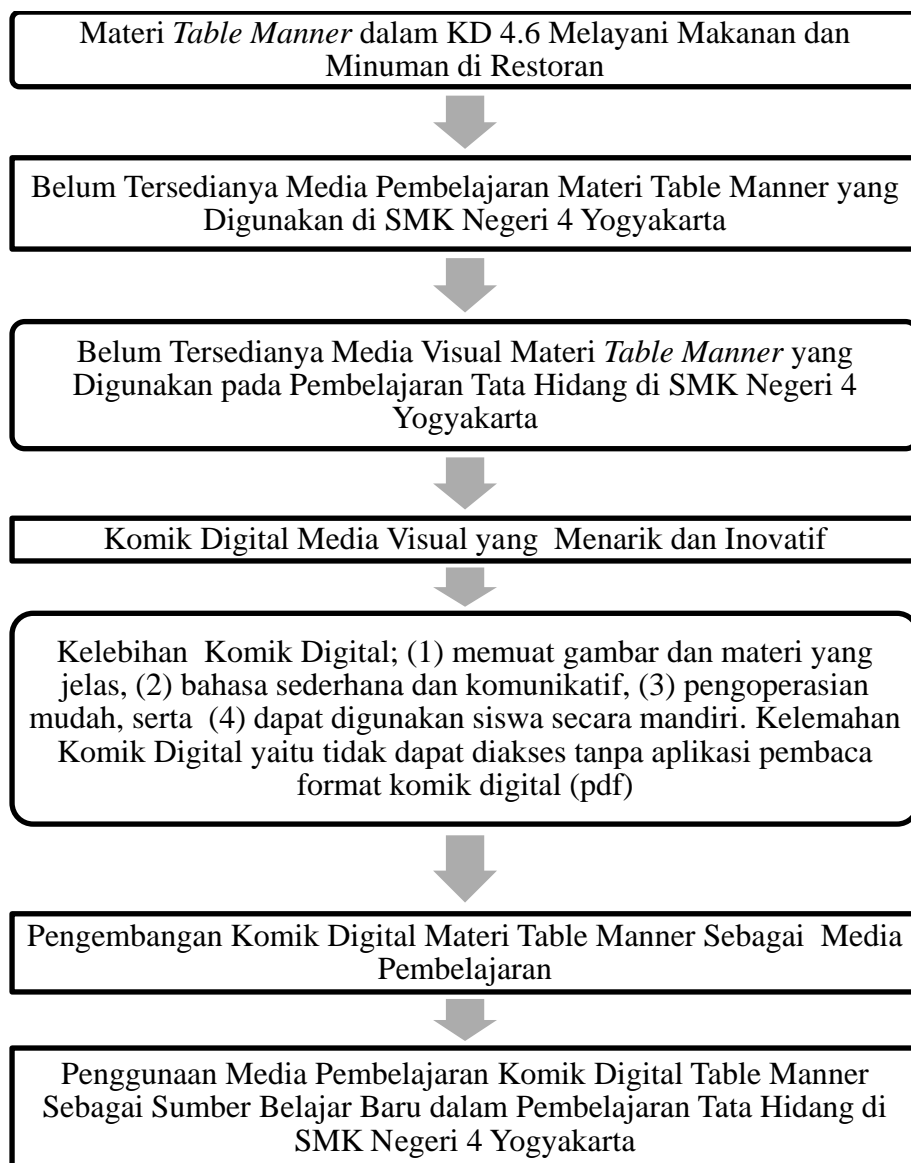 Materi Table Manner dalam KD 4.6 Melayani Makanan dan
Minuman di Restoran
Belum Tersedianya Media Pembelajaran Materi Table Manner yang
Digunakan di SMK Negeri 4 Yogyakarta
Belum Tersedianya Media Visual Materi Table Manner yang
Digunakan pada Pembelajaran Tata Hidang di SMK Negeri 4
Yogyakarta
Komik Digital Media Visual yang Menarik dan Inovatif
Kelebihan Komik Digital; (1) memuat gambar dan materi yang
jelas, (2) bahasa sederhana dan komunikatif, (3) pengoperasian
mudah, serta (4) dapat digunakan siswa secara mandiri. Kelemahan
Komik Digital yaitu tidak dapat diakses tanpa aplikasi pembaca
format komik digital (pdf)
Pengembangan Komik Digital Materi Table Manner Sebagai Media
Pembelajaran
Penggunaan Media Pembelajaran Komik Digital Table Manner
Sebagai Sumber Belajar Baru dalam Pembelajaran Tata Hidang di
SMK Negeri 4 Yogyakarta